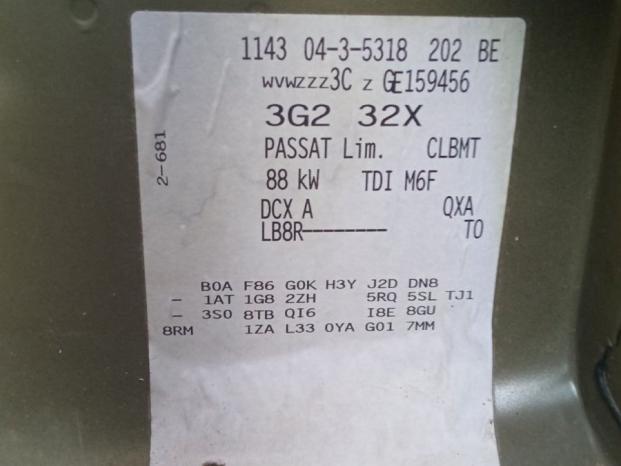 1143 04-3-5318 202 BE
WVWZZZ3C Z GE159456
3G2 32X
2-681
PASSAT Lim. CLBMT
88 kW TDI M6F
DCX A QXA
LB8R-------- TO
B0A F86 G0K H3Y J2D DN8
- 1AT 1G8 2ZH 5RQ 5SL TJ1
- 3S0 8TB QI6 I8E 8GU
8RM 1ZA L33 0YA G01 7MM